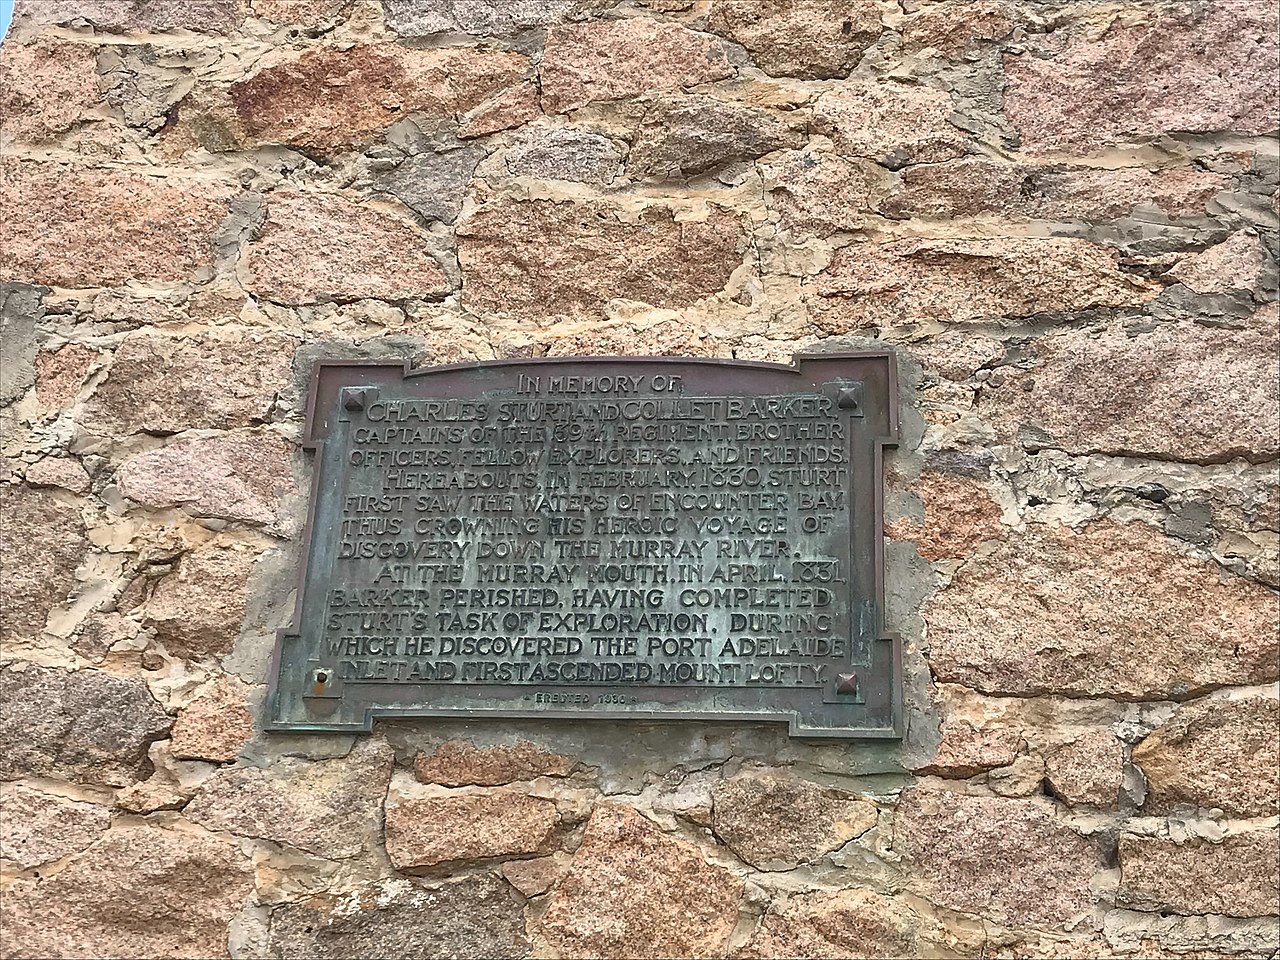 IN MEMORY OF
CHARLES STURT AND COLLET BARKER
CAPTAINS OF THE 39TH REGIMENT, BROTHER
OFFICERS, FELLOW EXPLORERS, AND FRIENDS.
HEREABOUTS, IN FEBRUARY, 1830, STURT
FIRST SAW THE WATERS OF ENCOUNTER BAY,
THUS CROWNING HIS HEROIC VOYAGE OF
DISCOVERY DOWN THE MURRAY RIVER.
AT THE MURRAY MOUTH, IN APRIL, 1831,
BARKER PERISHED, HAVING COMPLETED
STURT'S TASK OF EXPLORATION, DURING
WHICH HE DISCOVERED THE PORT ADELAIDE
INLET AND FIRST ASCENDED MOUNT LOFTY.
ERECTED 1930